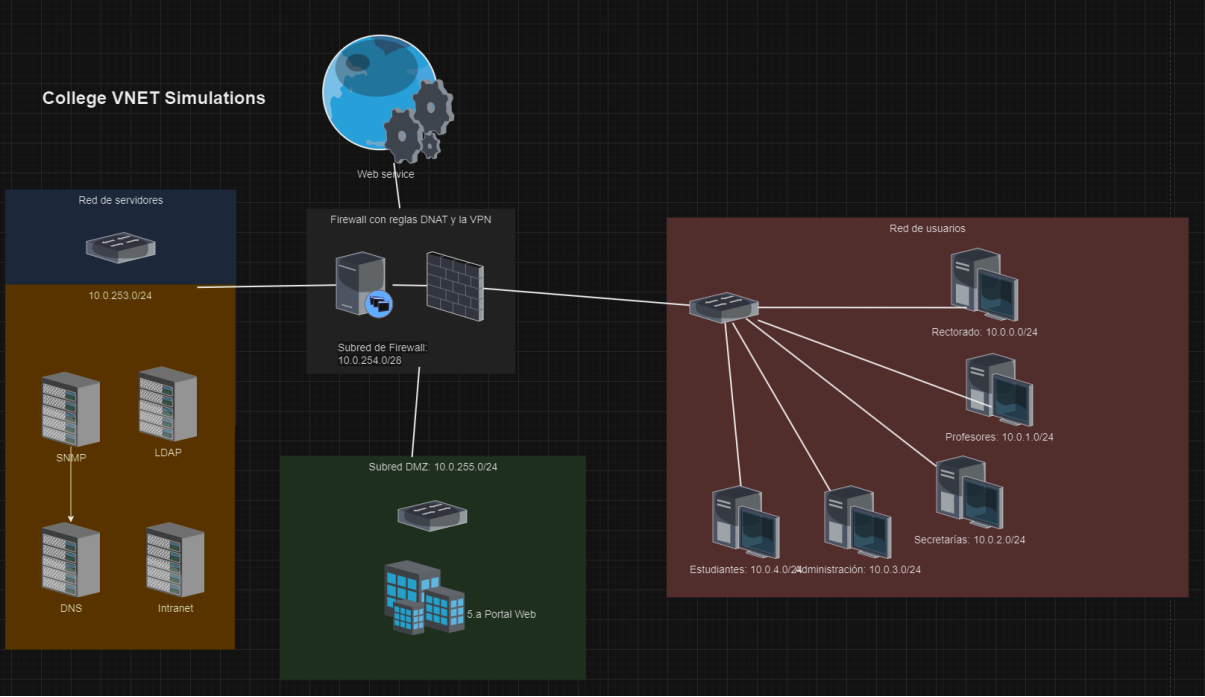 College VNET Simulations
Web service
Red de servidores
10.0.253.0/24
SNMP
LDAP
DNS
Intranet
Firewall con reglas DNAT y la VPN
Subred de Firewall:
10.0.254.0/28
Subred DMZ: 10.0.255.0/24
5.a Portal Web
Red de usuarios
Rectorado: 10.0.0.0/24
Profesores: 10.0.1.0/24
Secretarías: 10.0.2.0/24
Estudiantes: 10.0.4.0/24
Administración: 10.0.3.0/24